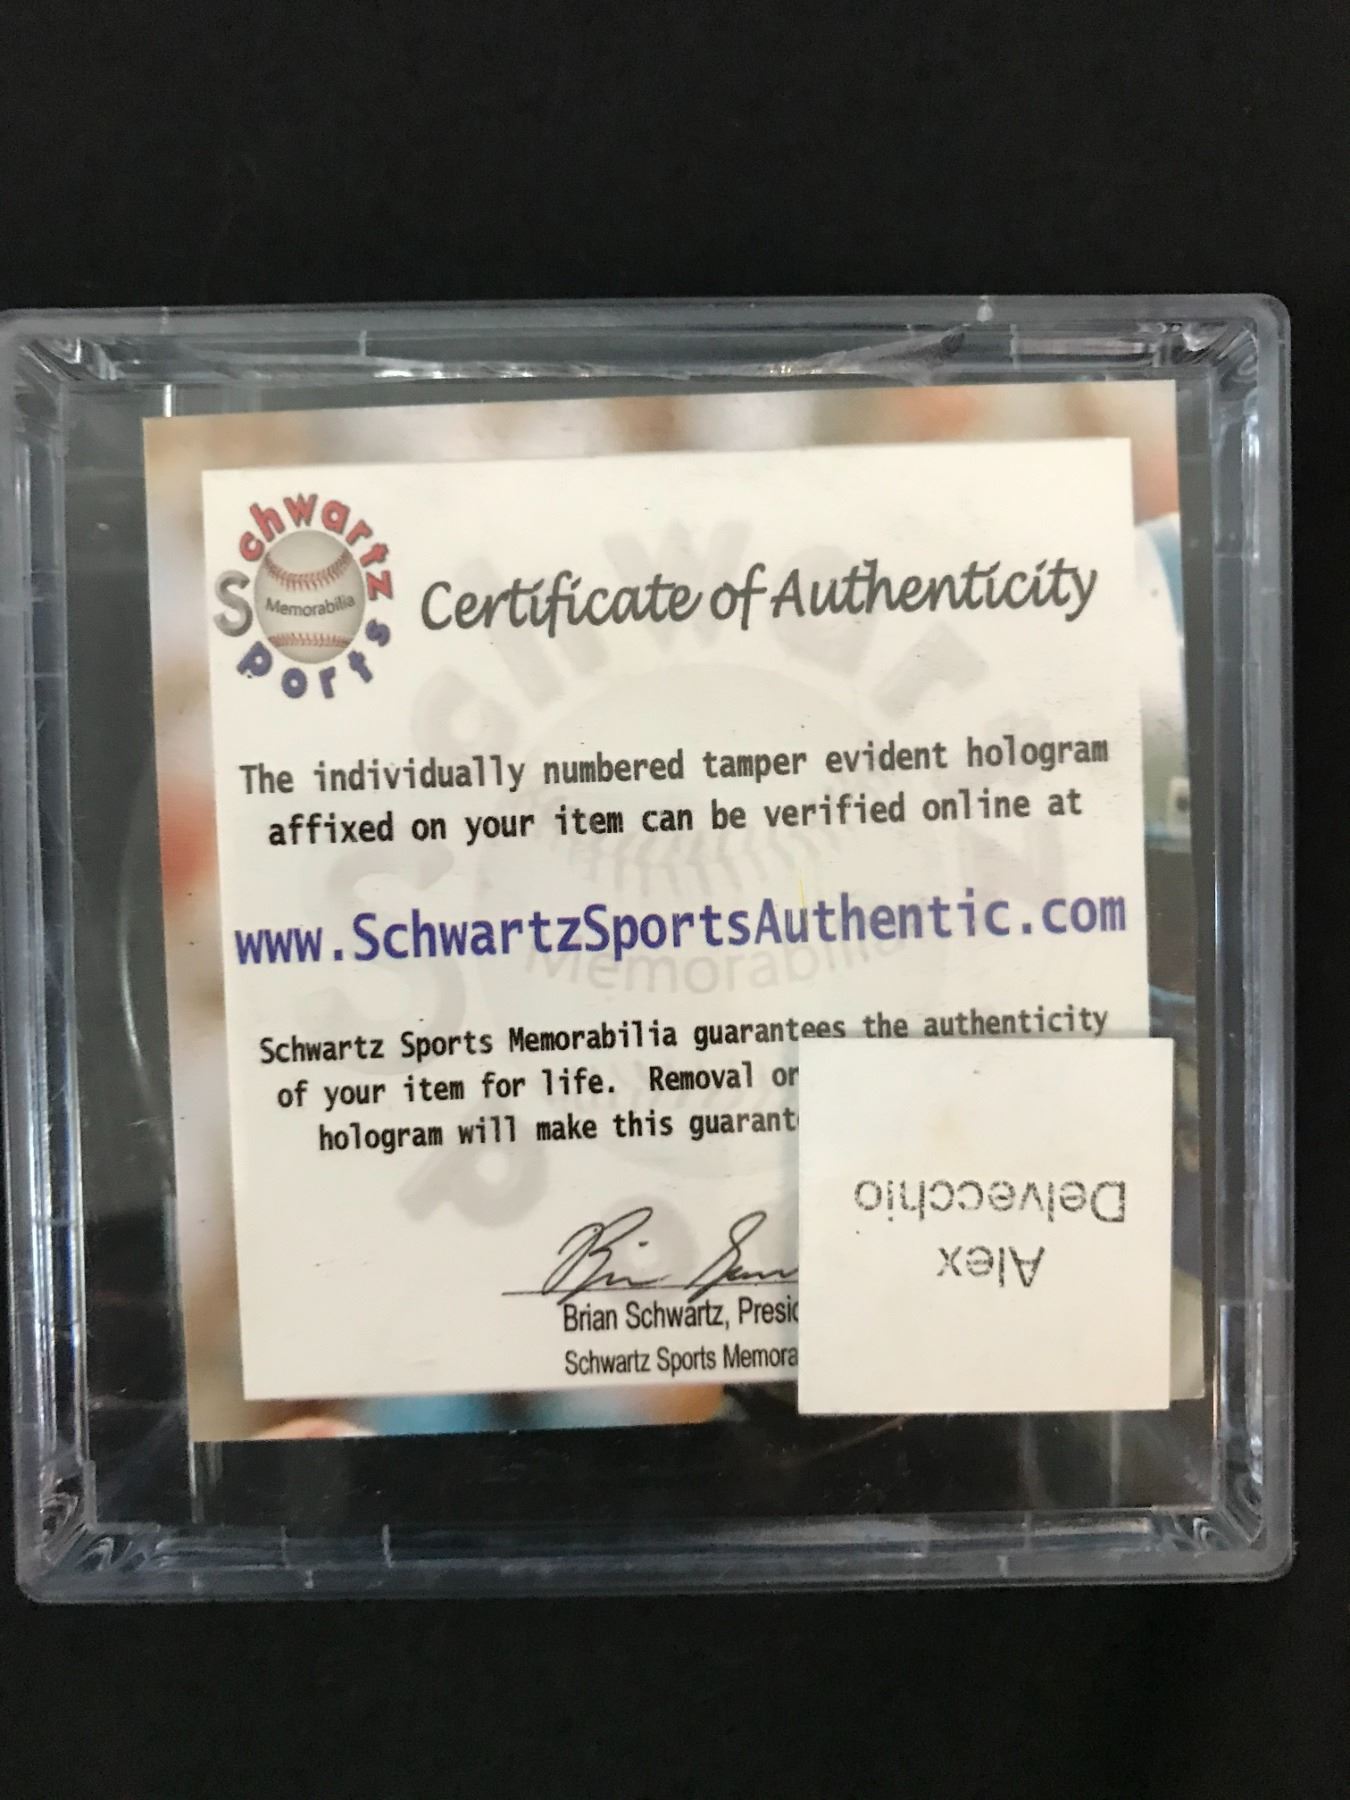 Schwartz
Sports
Memorabilia
Certificate of Authenticity
The individually numbered tamper evident hologram
affixed on your item can be verified online at
www.SchwartzSportsAuthentic.com
Schwartz Sports Memorabilia guarantees the authenticity
of your item for life. Removal or
hologram will make this guarant
Brian Schwartz, Presid
Schwartz Sports Memora
Alex
Delvecchio